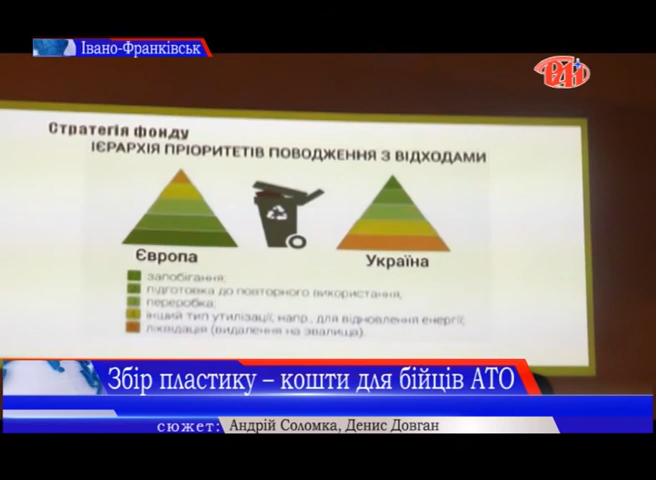 Івано-Франківськ
Стратегія фонду
ІЄРАРХІЯ ПРІОРИТЕТІВ ПОВОДЖЕННЯ З ВІДХОДАМИ
Європа
Україна
запобігання;
підготовка до повторного використання;
переробка;
інший тип утилізації, напр., для відновлення енергії;
ліквідація (видалення на звалища).
Збір пластику – кошти для бійців АТО
сюжет: Андрій Соломка, Денис Довган